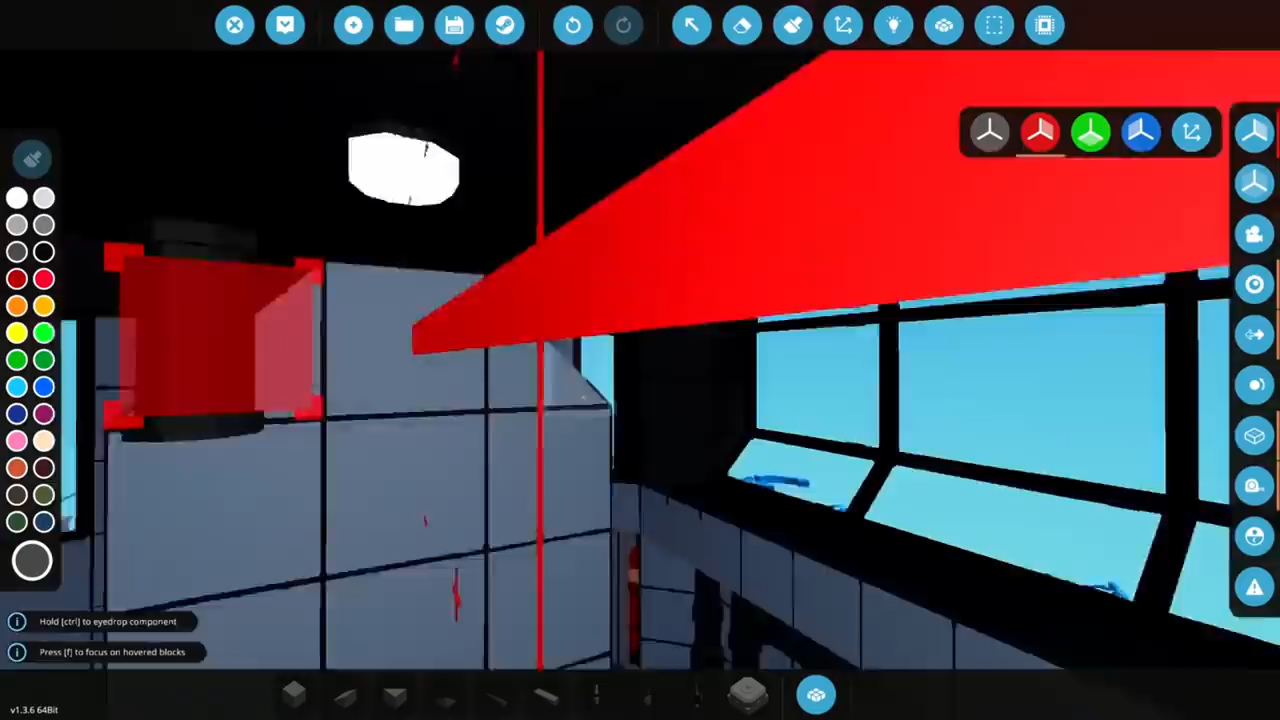 Hold [ctrl] to eyedrop component
Press [f] to focus on hovered blocks
v1.3.6 64Bit